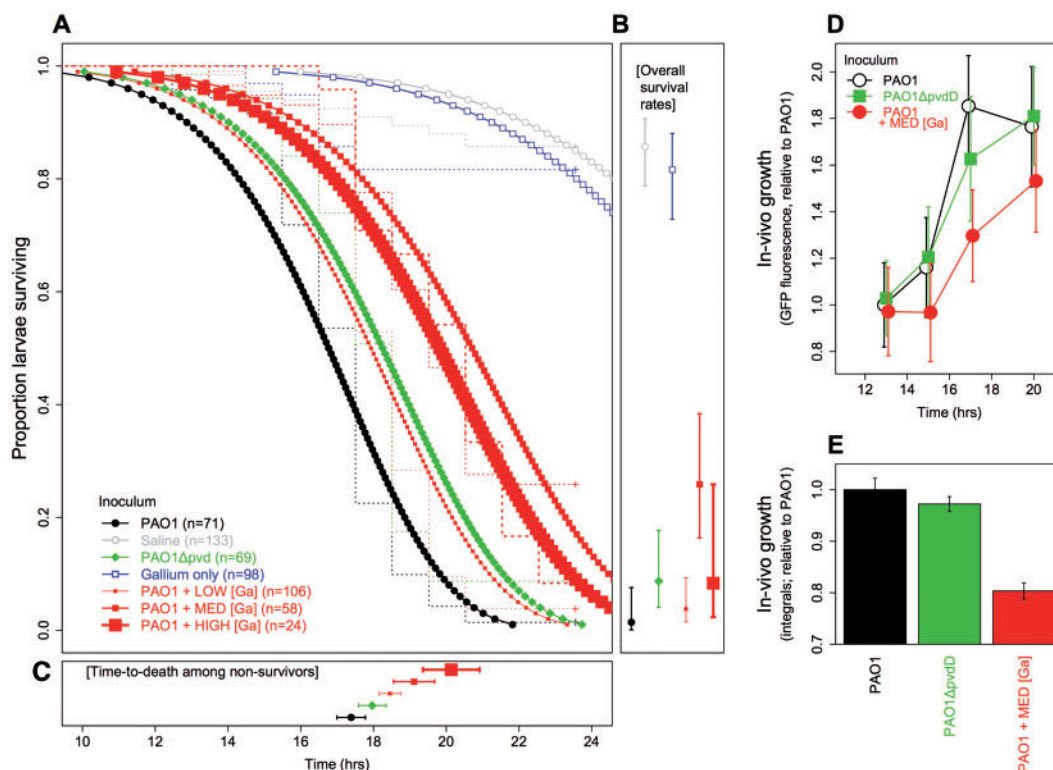 A
Proportion larvae surviving
1.0
0.8
0.6
0.4
0.2
0.0
Inoculum
PAO1 (n=71)
Saline (n=133)
PAO1Δpvd (n=69)
Gallium only (n=98)
PAO1 + LOW [Ga] (n=106)
PAO1 + MED [Ga] (n=58)
PAO1 + HIGH [Ga] (n=24)
B
[Overall
survival
rates]
C
[Time-to-death among non-survivors]
10 12 14 16 18 20 22 24
Time (hrs)
D
In-vivo growth
(GFP fluorescence, relative to PAO1)
2.0
1.8
1.6
1.4
1.2
1.0
0.8
Inoculum
PAO1
PAO1ΔpvdD
PAO1
+ MED [Ga]
12 14 16 18 20
Time (hrs)
E
In-vivo growth
(integrals; relative to PAO1)
1.0
0.9
0.8
0.7
PAO1
PAO1ΔpvdD
PAO1 + MED [Ga]